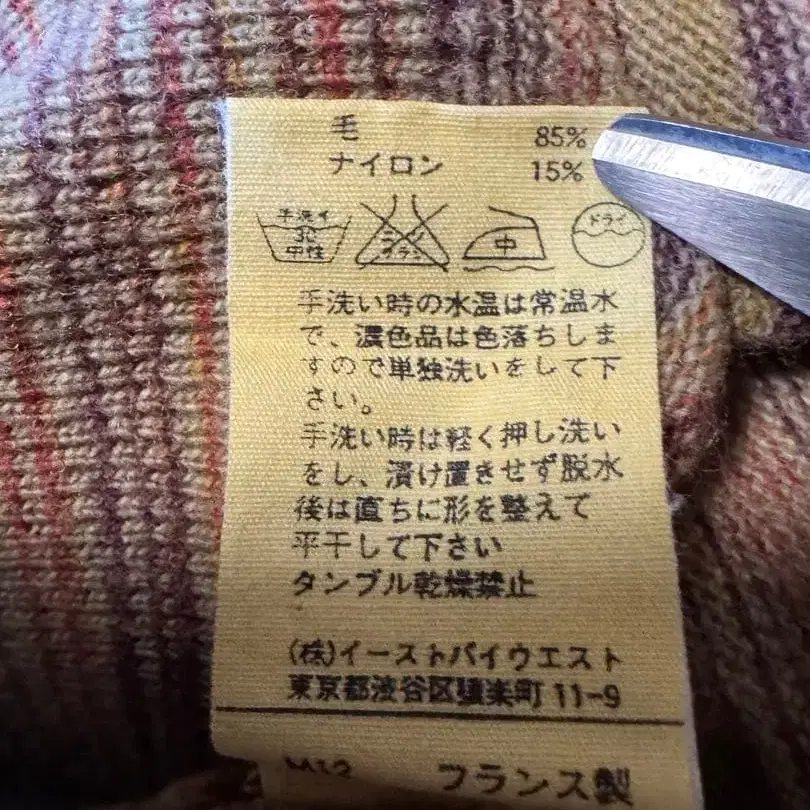 毛 85%
ナイロン 15%
手洗イ
30
中性
中
ドライ
手洗い時の水温は常温水
で、濃色品は色落ちしま
すので単独洗いをして下
さい。
手洗い時は軽く押し洗い
をし、漬け置きせず脱水
後は直ちに形を整えて
平干して下さい
タンブル乾燥禁止
(株)イーストバイウエスト
東京都渋谷区猿楽町 11-9
フランス製